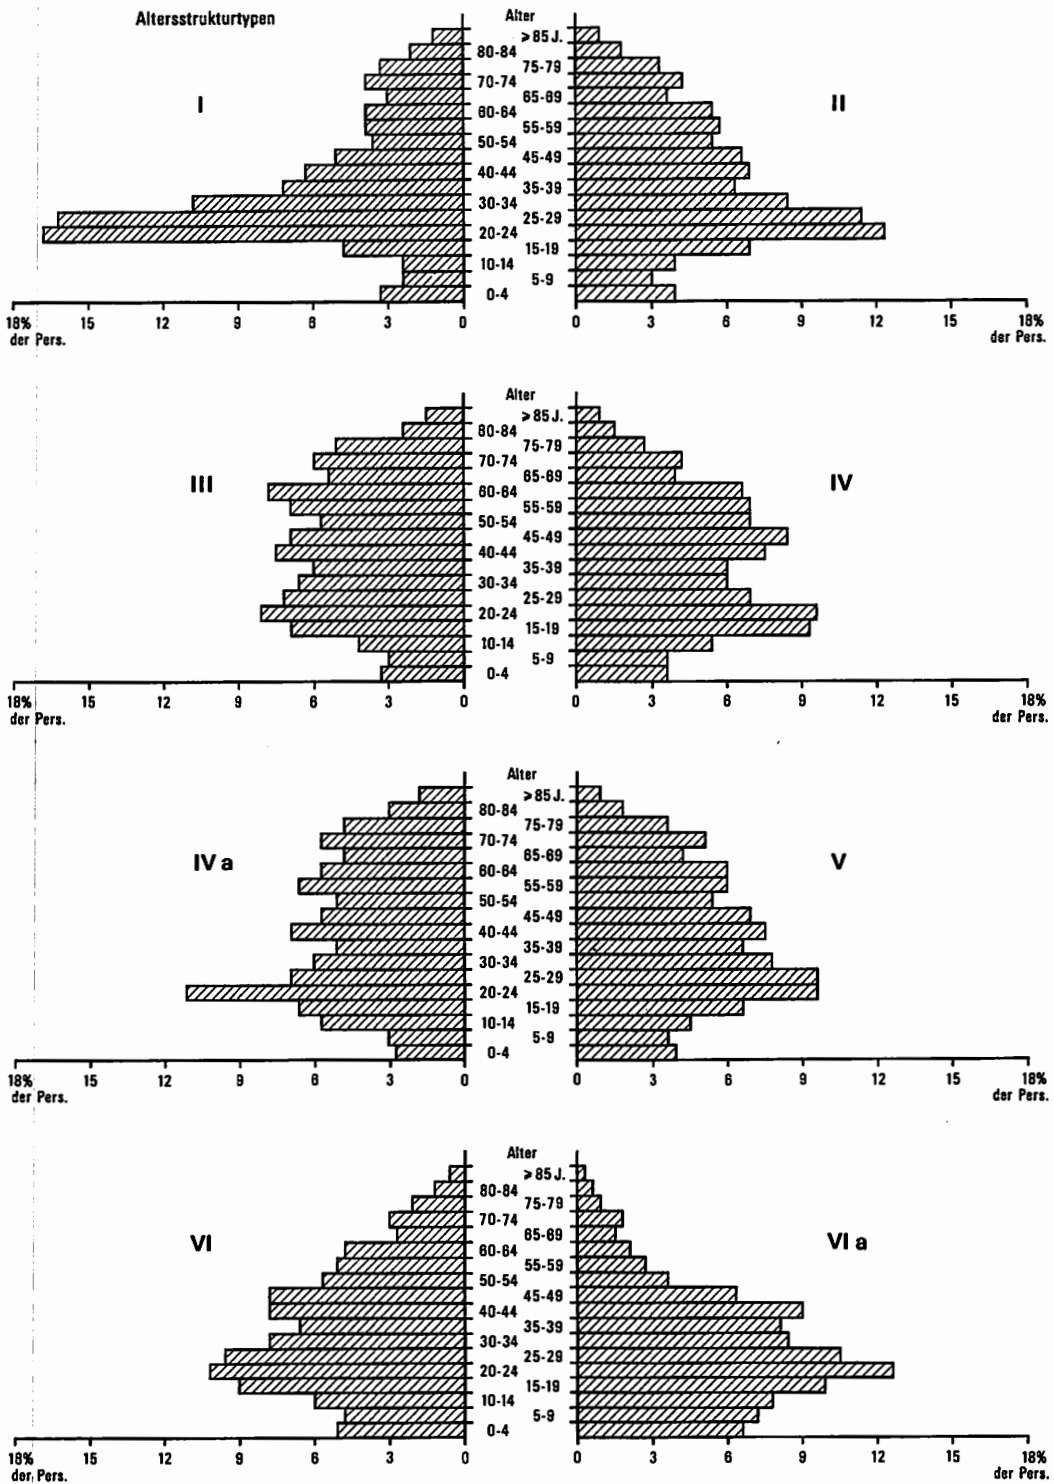 Altersstrukturtypen
Alter
≥ 85 J.
80-84
75-79
70-74
65-69
I
II
60-64
55-59
50-54
45-49
40-44
35-39
30-34
25-29
20-24
15-19
10-14
5-9
0-4
18% 15 12 9 6 3 0 0 3 6 9 12 15 18%
der Pers. der Pers.
Alter
≥ 85 J.
80-84
75-79
70-74
65-69
III
IV
60-64
55-59
50-54
45-49
40-44
35-39
30-34
25-29
20-24
15-19
10-14
5-9
0-4
18% 15 12 9 6 3 0 0 3 6 9 12 15 18%
der Pers. der Pers.
Alter
≥ 85 J.
80-84
75-79
70-74
65-69
IV a
V
60-64
55-59
50-54
45-49
40-44
35-39
30-34
25-29
20-24
15-19
10-14
5-9
0-4
18% 15 12 9 6 3 0 0 3 6 9 12 15 18%
der Pers. der Pers.
Alter
≥ 85 J.
80-84
75-79
70-74
65-69
VI
VI a
60-64
55-59
50-54
45-49
40-44
35-39
30-34
25-29
20-24
15-19
10-14
5-9
0-4
18% 15 12 9 6 3 0 0 3 6 9 12 15 18%
der Pers. der Pers.